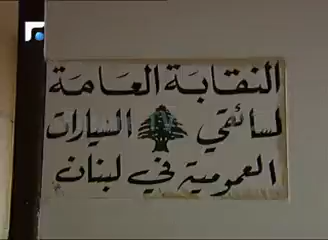 النقابة العامة
لسائقي السيارات
العمومية في لبنان